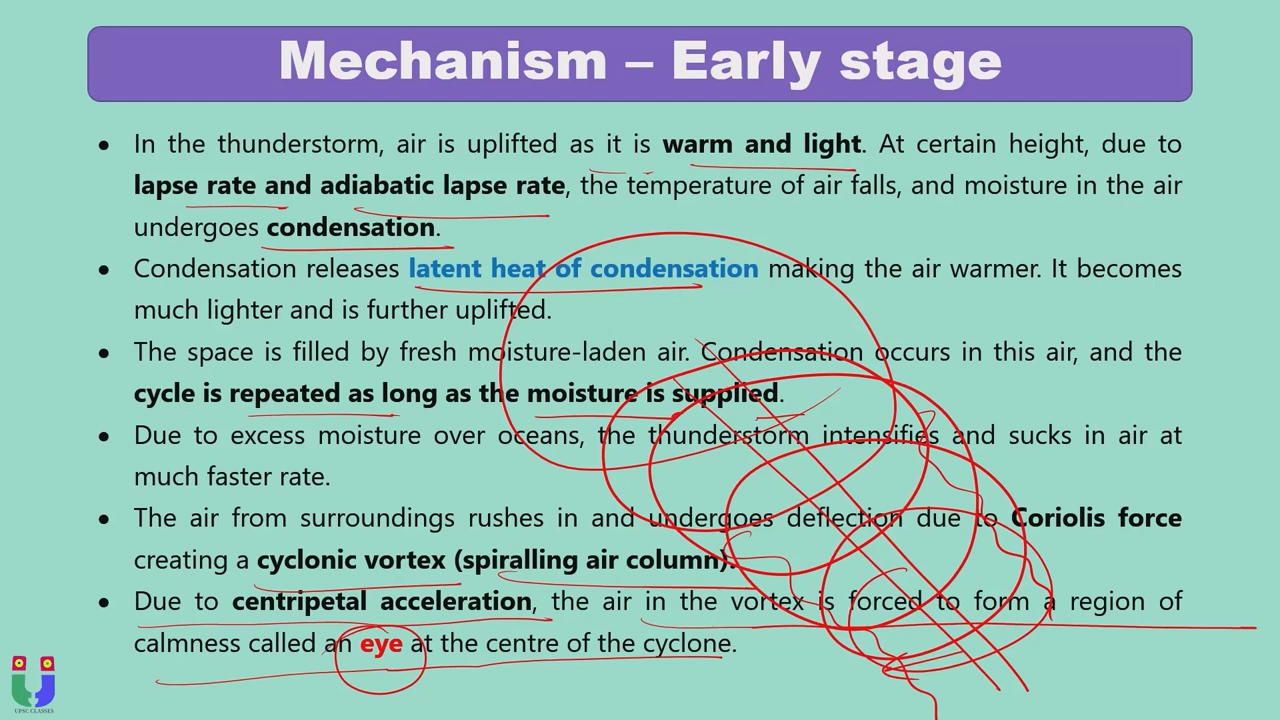 Mechanism – Early stage
• In the thunderstorm, air is uplifted as it is warm and light. At certain height, due to
lapse rate and adiabatic lapse rate, the temperature of air falls, and moisture in the air
undergoes condensation.
• Condensation releases latent heat of condensation making the air warmer. It becomes
much lighter and is further uplifted.
• The space is filled by fresh moisture-laden air. Condensation occurs in this air, and the
cycle is repeated as long as the moisture is supplied.
• Due to excess moisture over oceans, the thunderstorm intensifies and sucks in air at
much faster rate.
• The air from surroundings rushes in and undergoes deflection due to Coriolis force
creating a cyclonic vortex (spiralling air column).
• Due to centripetal acceleration, the air in the vortex is forced to form a region of
calmness called an eye at the centre of the cyclone.
UPSC CLASSES